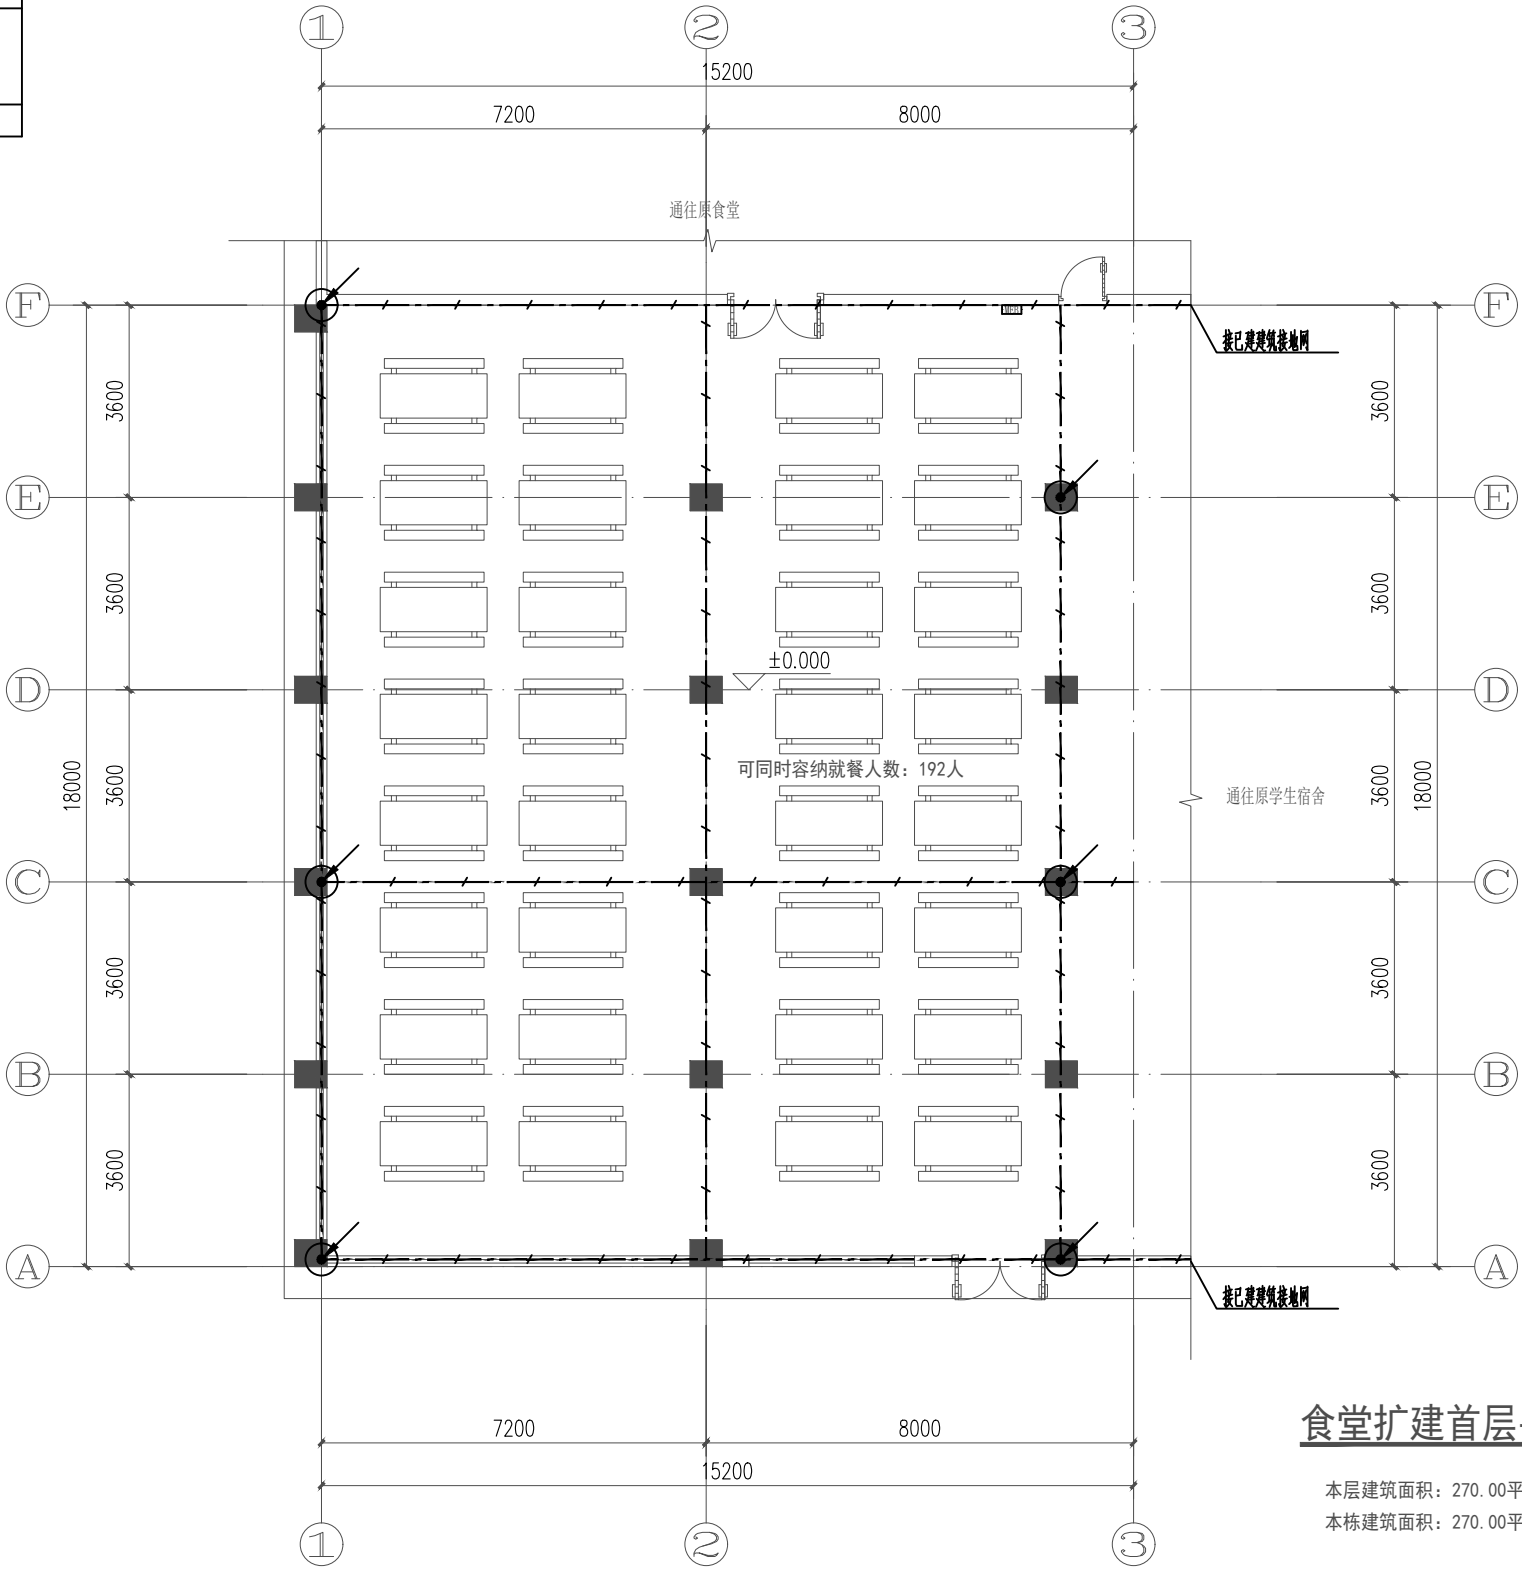 1 2 3
15200
7200 8000
通往原食堂
F F
接已建建筑接地网
3600 3600
MEB
E E
3600 3600
±0.000
D D
18000 3600 可同时容纳就餐人数：192人 3600 18000
通往原学生宿舍
C C
3600 3600
B B
3600 3600
A A
接已建建筑接地网
7200 8000
15200
食堂扩建首层
本层建筑面积：270.00平
本栋建筑面积：270.00平
1 2 3